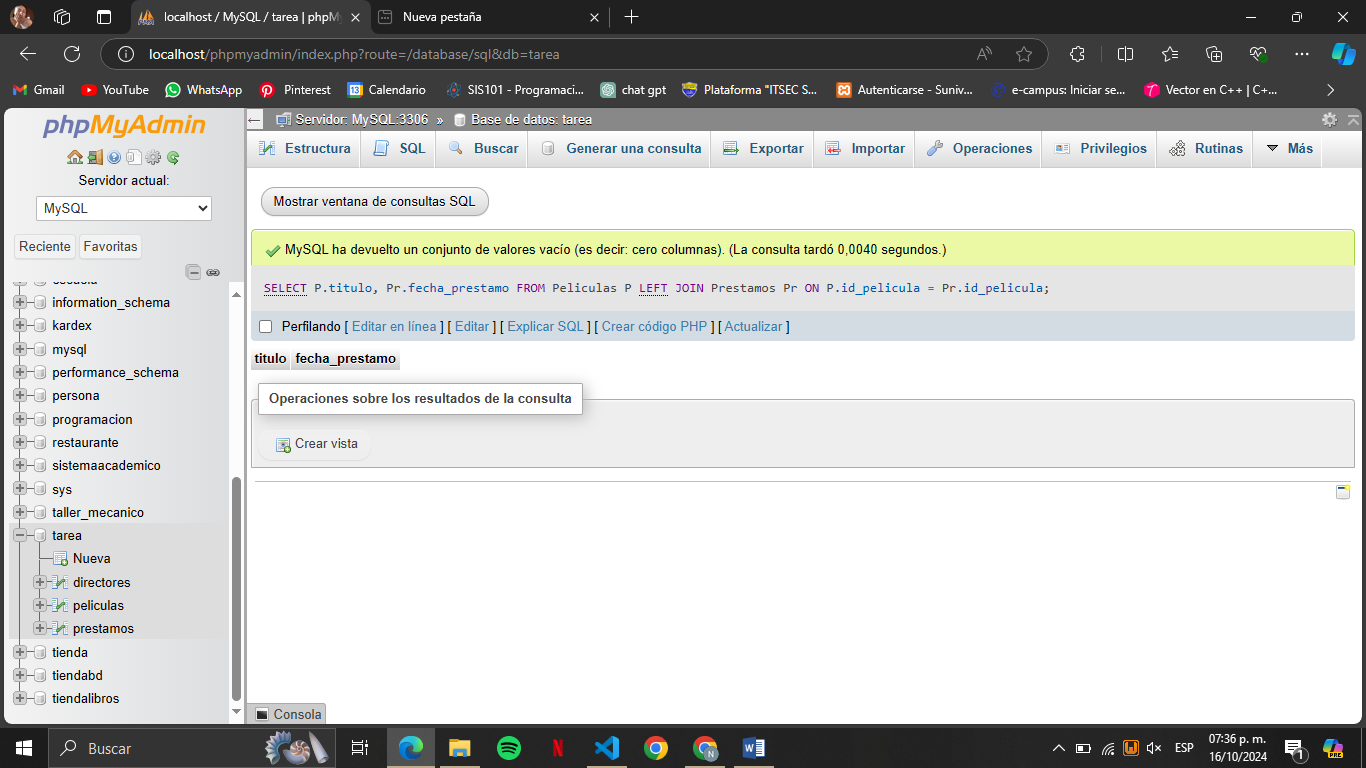 localhost / MySQL / tarea | phpMy
Nueva pestaña
localhost/phpmyadmin/index.php?route=/database/sql&db=tarea
Gmail
YouTube
WhatsApp
Pinterest
Calendario
SIS101 - Programaci...
chat gpt
Plataforma "ITSEC S...
Autenticarse - Suniv...
e-campus: Iniciar se...
Vector en C++ | C+...
phpMyAdmin
Servidor actual:
MySQL
Reciente
Favoritas
information_schema
kardex
mysql
performance_schema
persona
programacion
restaurante
sistemaacademico
sys
taller_mecanico
tarea
Nueva
directores
peliculas
prestamos
tienda
tiendabd
tiendalibros
Servidor: MySQL:3306 » Base de datos: tarea
Estructura
SQL
Buscar
Generar una consulta
Exportar
Importar
Operaciones
Privilegios
Rutinas
Más
Mostrar ventana de consultas SQL
MySQL ha devuelto un conjunto de valores vacío (es decir: cero columnas). (La consulta tardó 0,0040 segundos.)
SELECT P.titulo, Pr.fecha_prestamo FROM Peliculas P LEFT JOIN Prestamos Pr ON P.id_pelicula = Pr.id_pelicula;
Perfilando [ Editar en línea ] [ Editar ] [ Explicar SQL ] [ Crear código PHP ] [ Actualizar ]
titulo fecha_prestamo
Operaciones sobre los resultados de la consulta
Crear vista
Consola
Buscar
ESP
07:36 p. m.
16/10/2024
1
PRE